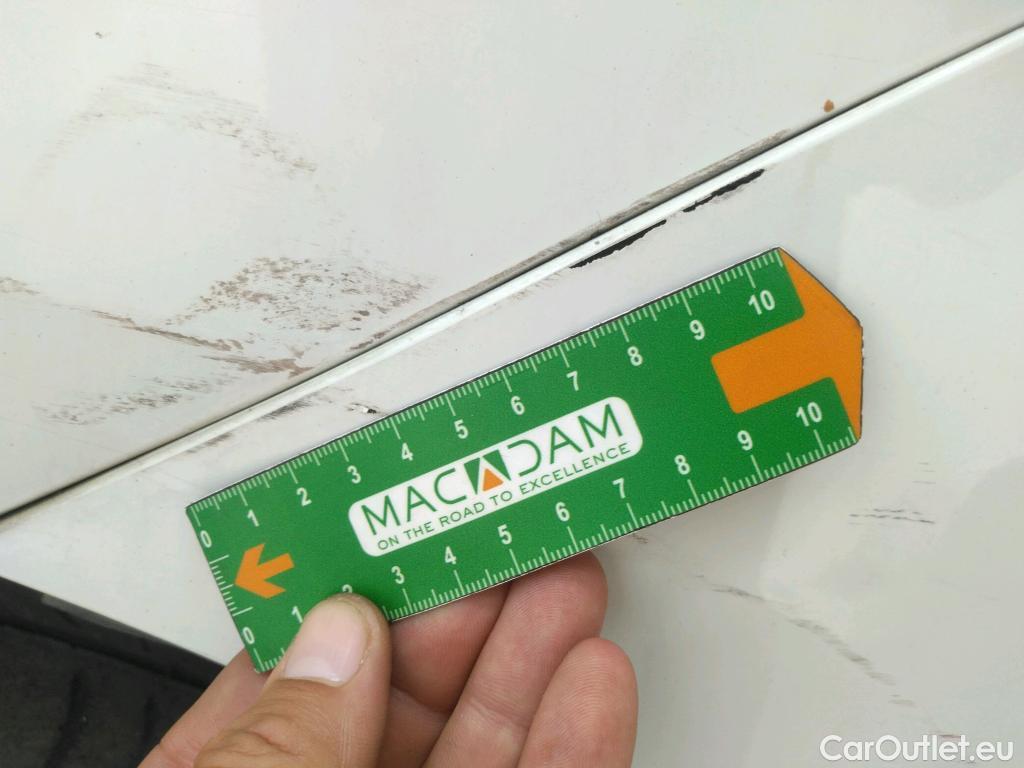 0 1 2 3 4 5 6 7 8 9 10
MACADAM
ON THE ROAD TO EXCELLENCE
0 1 2 3 4 5 6 7 8 9 10
CarOutlet.eu